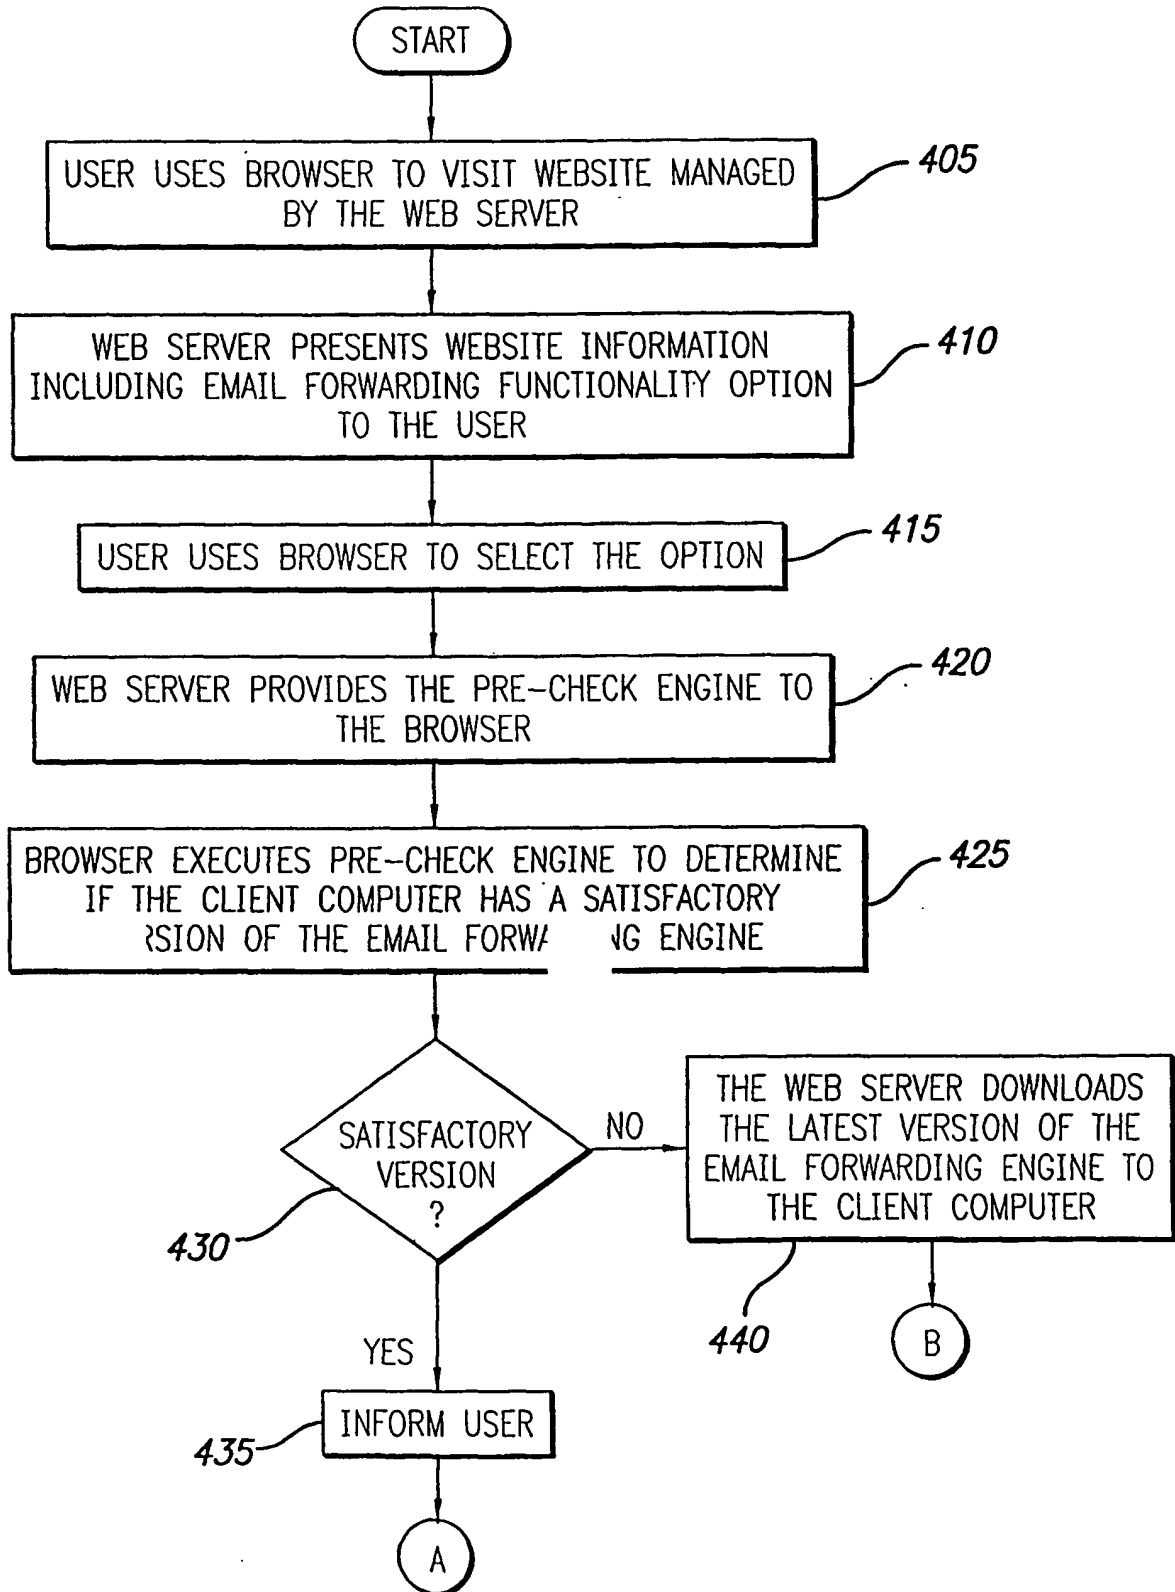 START
USER USES BROWSER TO VISIT WEBSITE MANAGED
BY THE WEB SERVER
405
WEB SERVER PRESENTS WEBSITE INFORMATION
INCLUDING EMAIL FORWARDING FUNCTIONALITY OPTION
TO THE USER
410
USER USES BROWSER TO SELECT THE OPTION
415
WEB SERVER PROVIDES THE PRE-CHECK ENGINE TO
THE BROWSER
420
BROWSER EXECUTES PRE-CHECK ENGINE TO DETERMINE
IF THE CLIENT COMPUTER HAS A SATISFACTORY
OF THE EMAIL ENGINE
425
SATISFACTORY
VERSION
?
430
NO
THE WEB SERVER DOWNLOADS
THE LATEST VERSION OF THE
EMAIL FORWARDING ENGINE TO
THE CLIENT COMPUTER
440
B
YES
INFORM USER
435
A